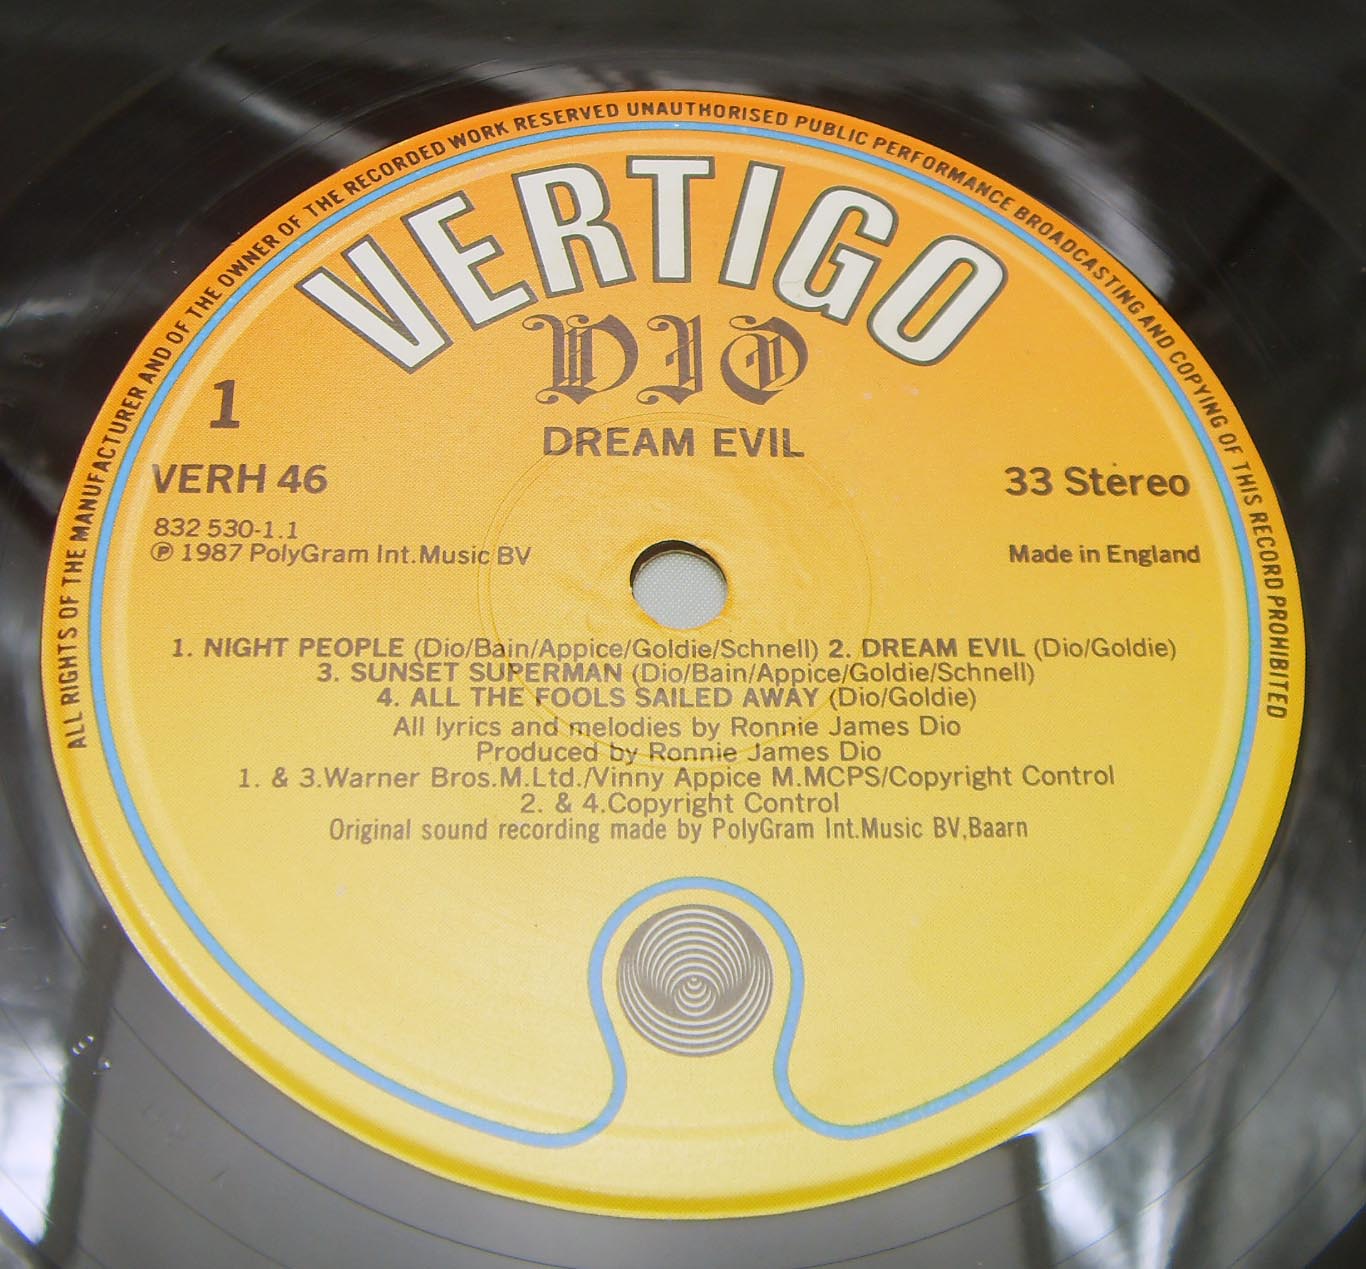 ALL RIGHTS OF THE MANUFACTURER AND OF THE OWNER OF THE RECORDED WORK RESERVED UNAUTHORISED PUBLIC PERFORMANCE BROADCASTING AND COPYING OF THIS RECORD PROHIBITED
VERTIGO
DIO
1
DREAM EVIL
VERH 46
33 Stereo
832 530-1.1
℗ 1987 PolyGram Int.Music BV
Made in England
1. NIGHT PEOPLE (Dio/Bain/Appice/Goldie/Schnell) 2. DREAM EVIL (Dio/Goldie)
3. SUNSET SUPERMAN (Dio/Bain/Appice/Goldie/Schnell)
4. ALL THE FOOLS SAILED AWAY (Dio/Goldie)
All lyrics and melodies by Ronnie James Dio
Produced by Ronnie James Dio
1. & 3.Warner Bros.M.Ltd./Vinny Appice M.MCPS/Copyright Control
2. & 4.Copyright Control
Original sound recording made by PolyGram Int.Music BV,Baarn